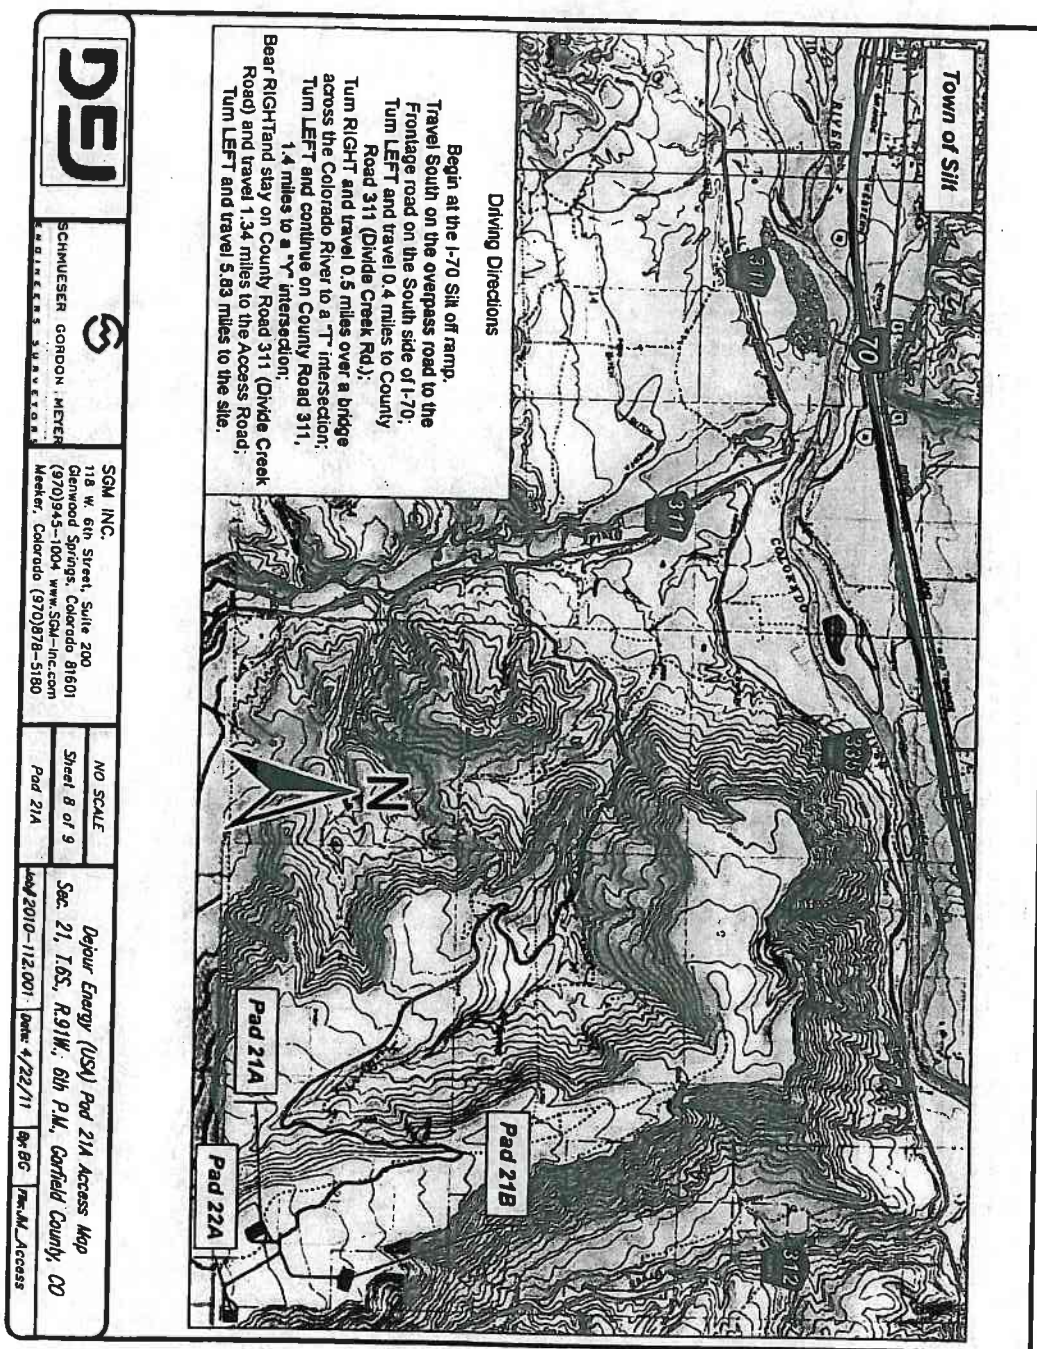 Town of Silt
RIVER
311
70
311
COLORADO
335
312
Driving Directions
Begin at the I-70 Silt off ramp.
Travel South on the overpass road to the
Frontage road on the South side of I-70;
Turn LEFT and travel 0.4 miles to County
Road 311 (Divide Creek Rd.);
Turn RIGHT and travel 0.5 miles over a bridge
across the Colorado River to a "T" intersection;
Turn LEFT and continue on County Road 311,
1.4 miles to a "Y" intersection;
Bear RIGHTand stay on County Road 311 (Divide Creek
Road) and travel 1.34 miles to the Access Road;
Turn LEFT and travel 5.83 miles to the site.
N
Pad 21B
Pad 21A
Pad 22A
DEJ
SCHMUESER GORDON MEYER
ENGINEERS SURVEYORS
SGM INC.
118 W. 6th Street, Suite 200
Glenwood Springs, Colorado 81601
(970)945-1004 www.SGM-Inc.com
Meeker, Colorado (970)878-5180
NO SCALE
Sheet 8 of 9
Pad 21A
Dejour Energy (USA) Pad 21A Access Map
Sec. 21, T.6S., R.91W., 6th P.M., Garfield County, CO
Job# 2010-112.001 Date: 4/22/11 By: BG File: JM_Access